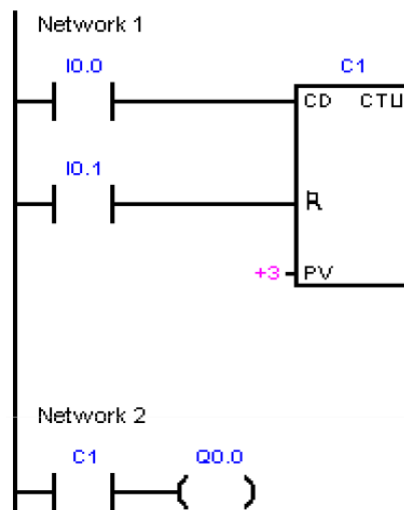 Network 1
I0.0
C1
CD CTU
I0.1
R
+3 PV
Network 2
C1 Q0.0